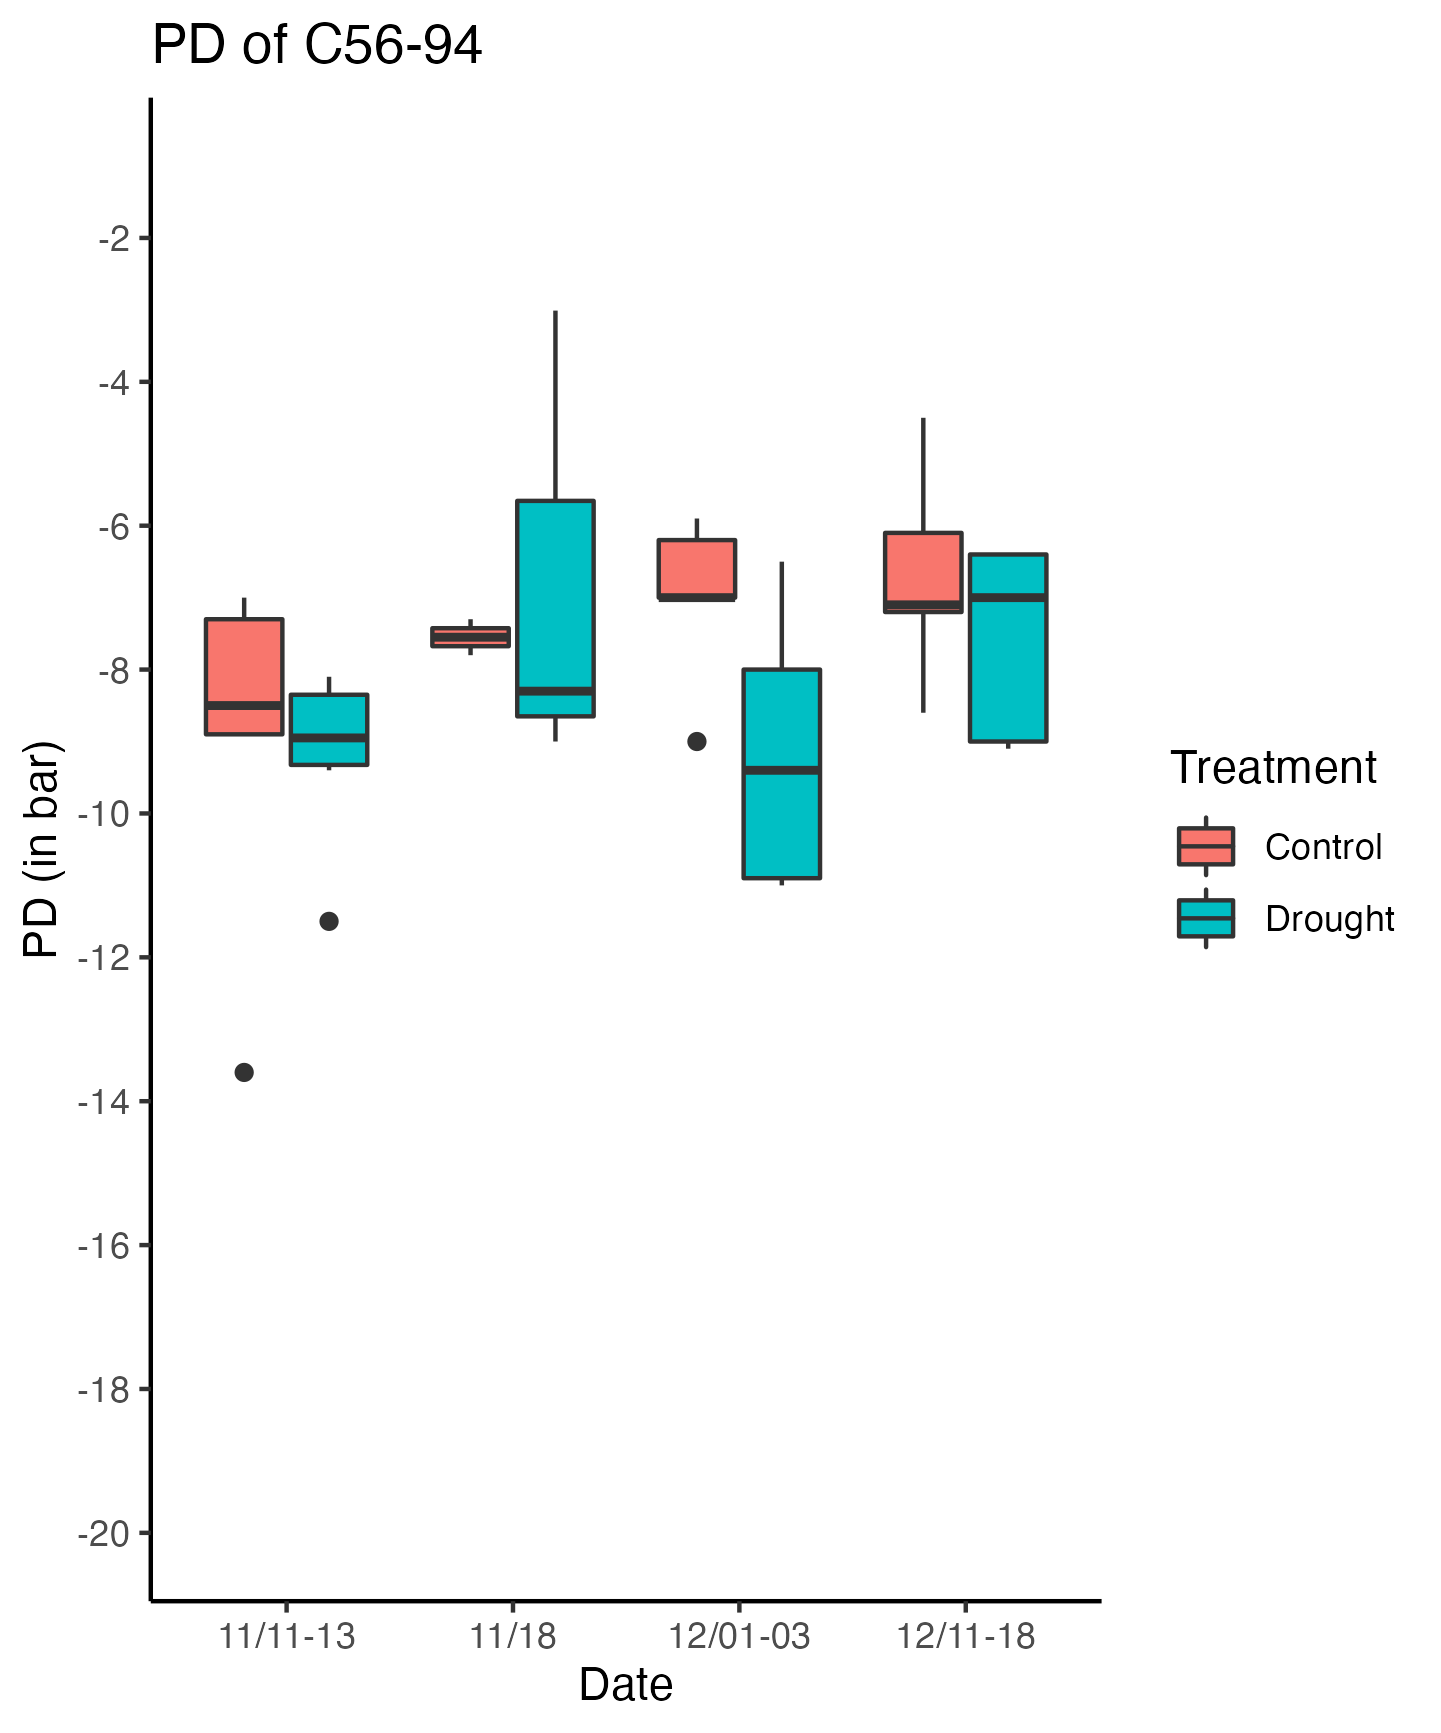 PD of C56-94
PD (in bar)
-2
-4
-6
-8
-10
-12
-14
-16
-18
-20
11/11-13
11/18
12/01-03
12/11-18
Date
Treatment
Control
Drought